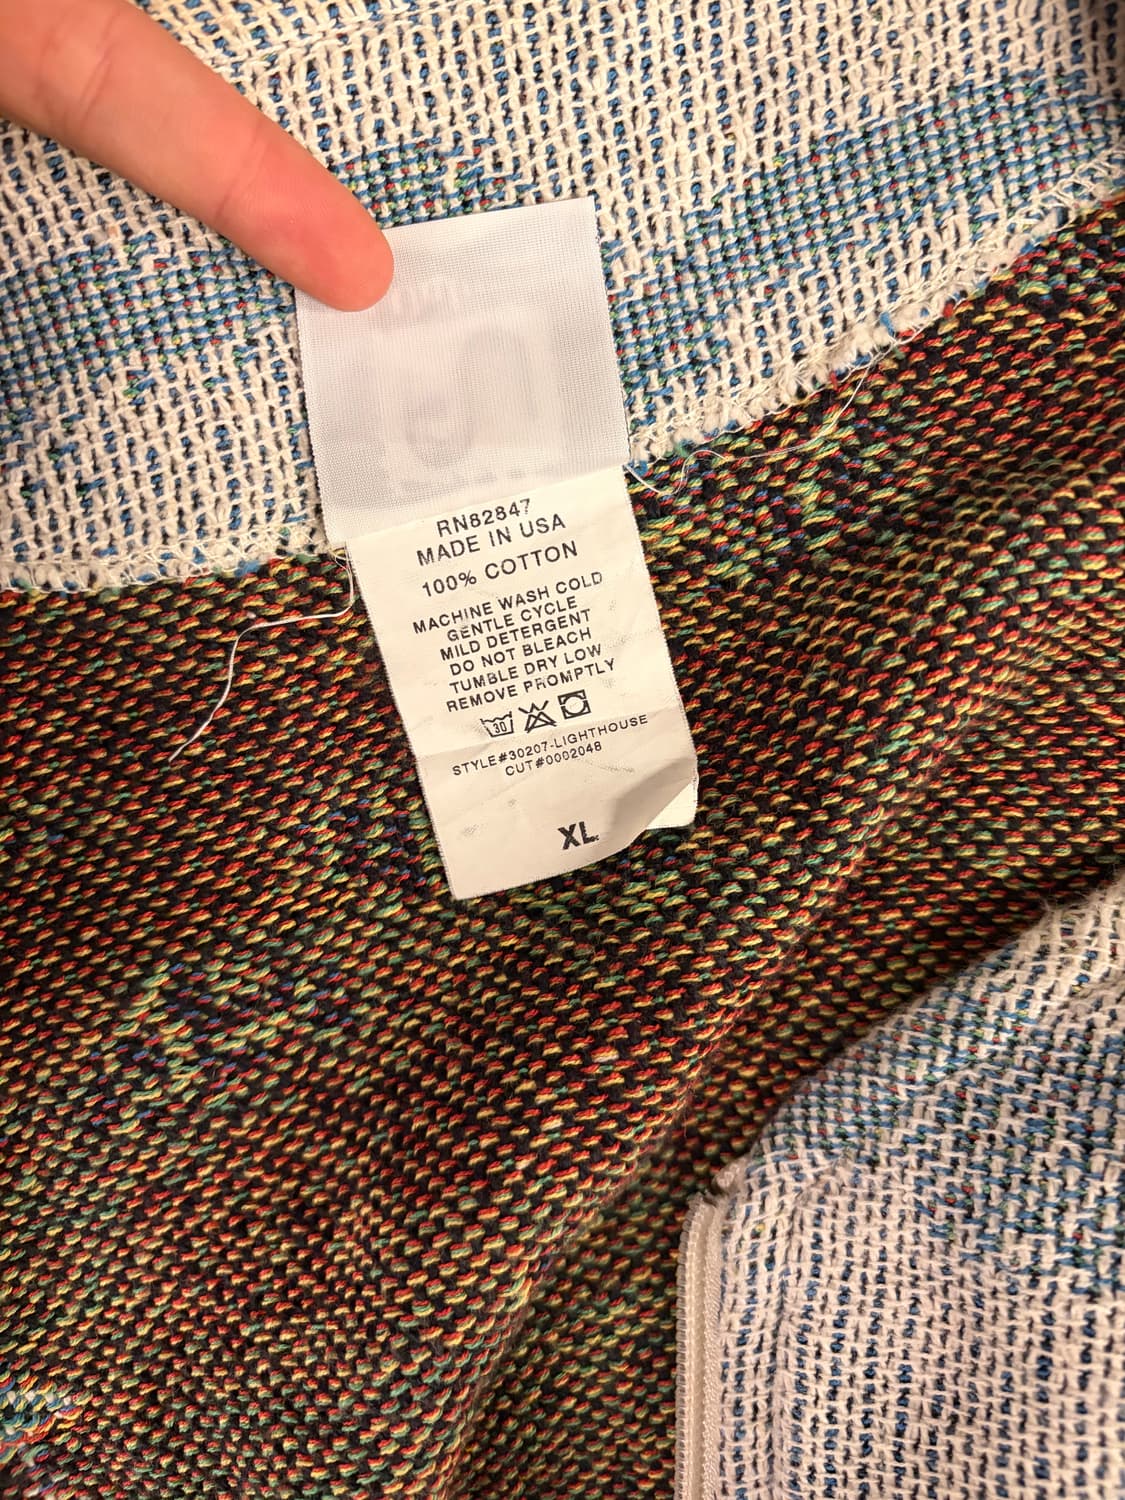 RN82847
MADE IN USA
100% COTTON
MACHINE WASH COLD
GENTLE CYCLE
MILD DETERGENT
DO NOT BLEACH
TUMBLE DRY LOW
REMOVE PROMPTLY
30
STYLE#30207-LIGHTHOUSE
CUT#0002048
XL